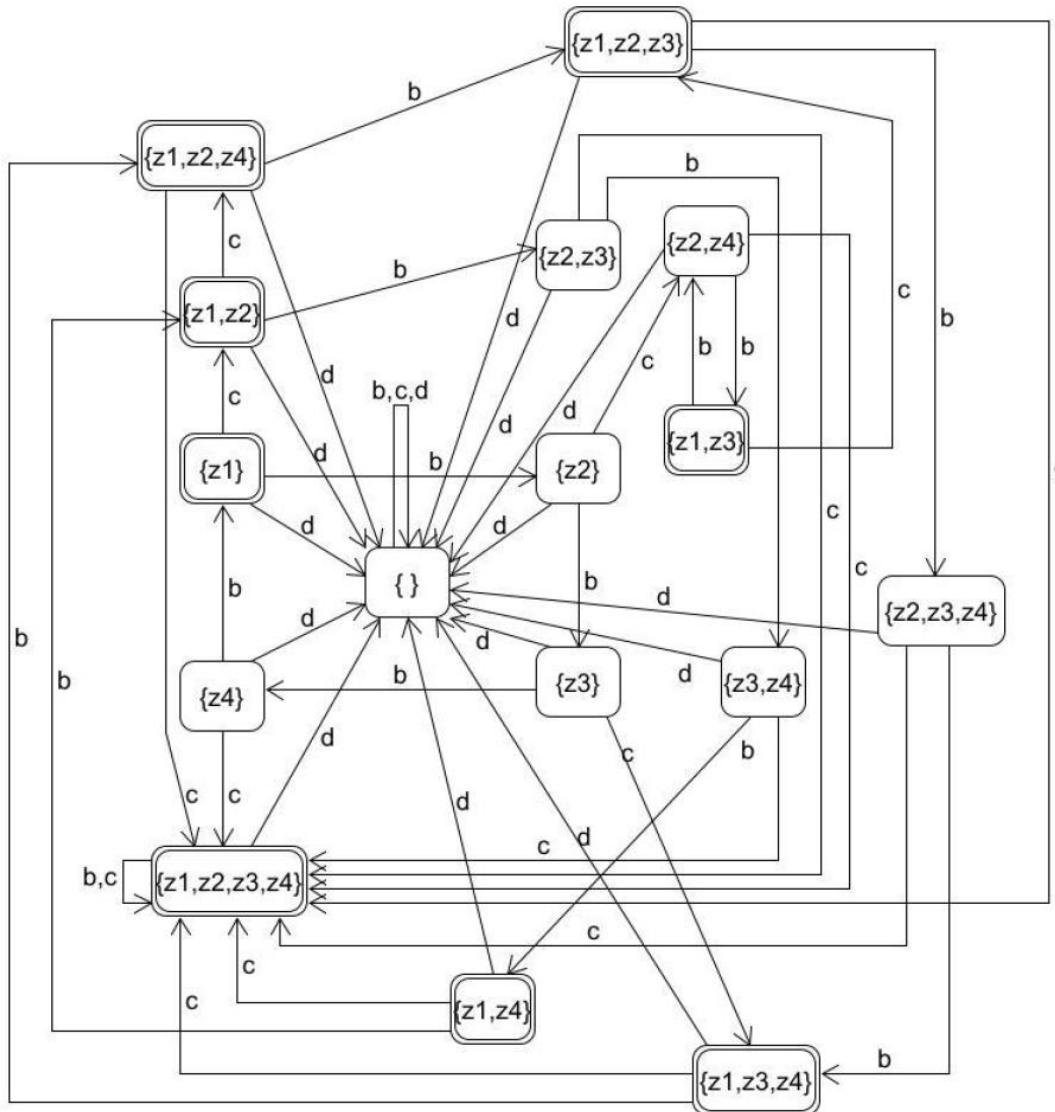 {z1,z2,z3}
b
{z1,z2,z4}
b
{z2,z4}
c
{z2,z3}
b
c
{z1,z2}
d
b
b
b
c
d
b,c,d
c
d
d
{z1,z3}
b
{z1}
{z2}
d
d
d
c
{ }
c
b
d
{z2,z3,z4}
b
d
b
d
b
{z4}
b
{z3}
d
{z3,z4}
d
c
b
c
c
d
d
c
b,c
{z1,z2,z3,z4}
c
c
c
{z1,z4}
b
{z1,z3,z4}